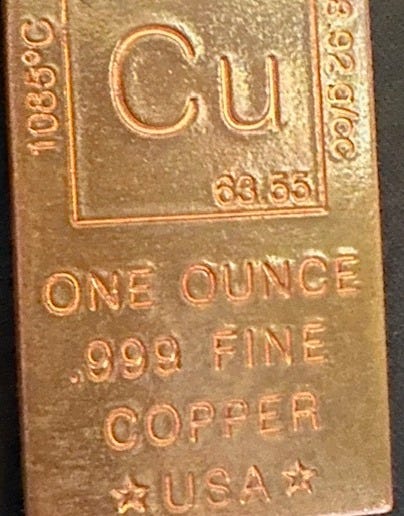 1085°C
Cu
8.92 g/cc
63.55
ONE OUNCE
.999 FINE
COPPER
☆USA☆